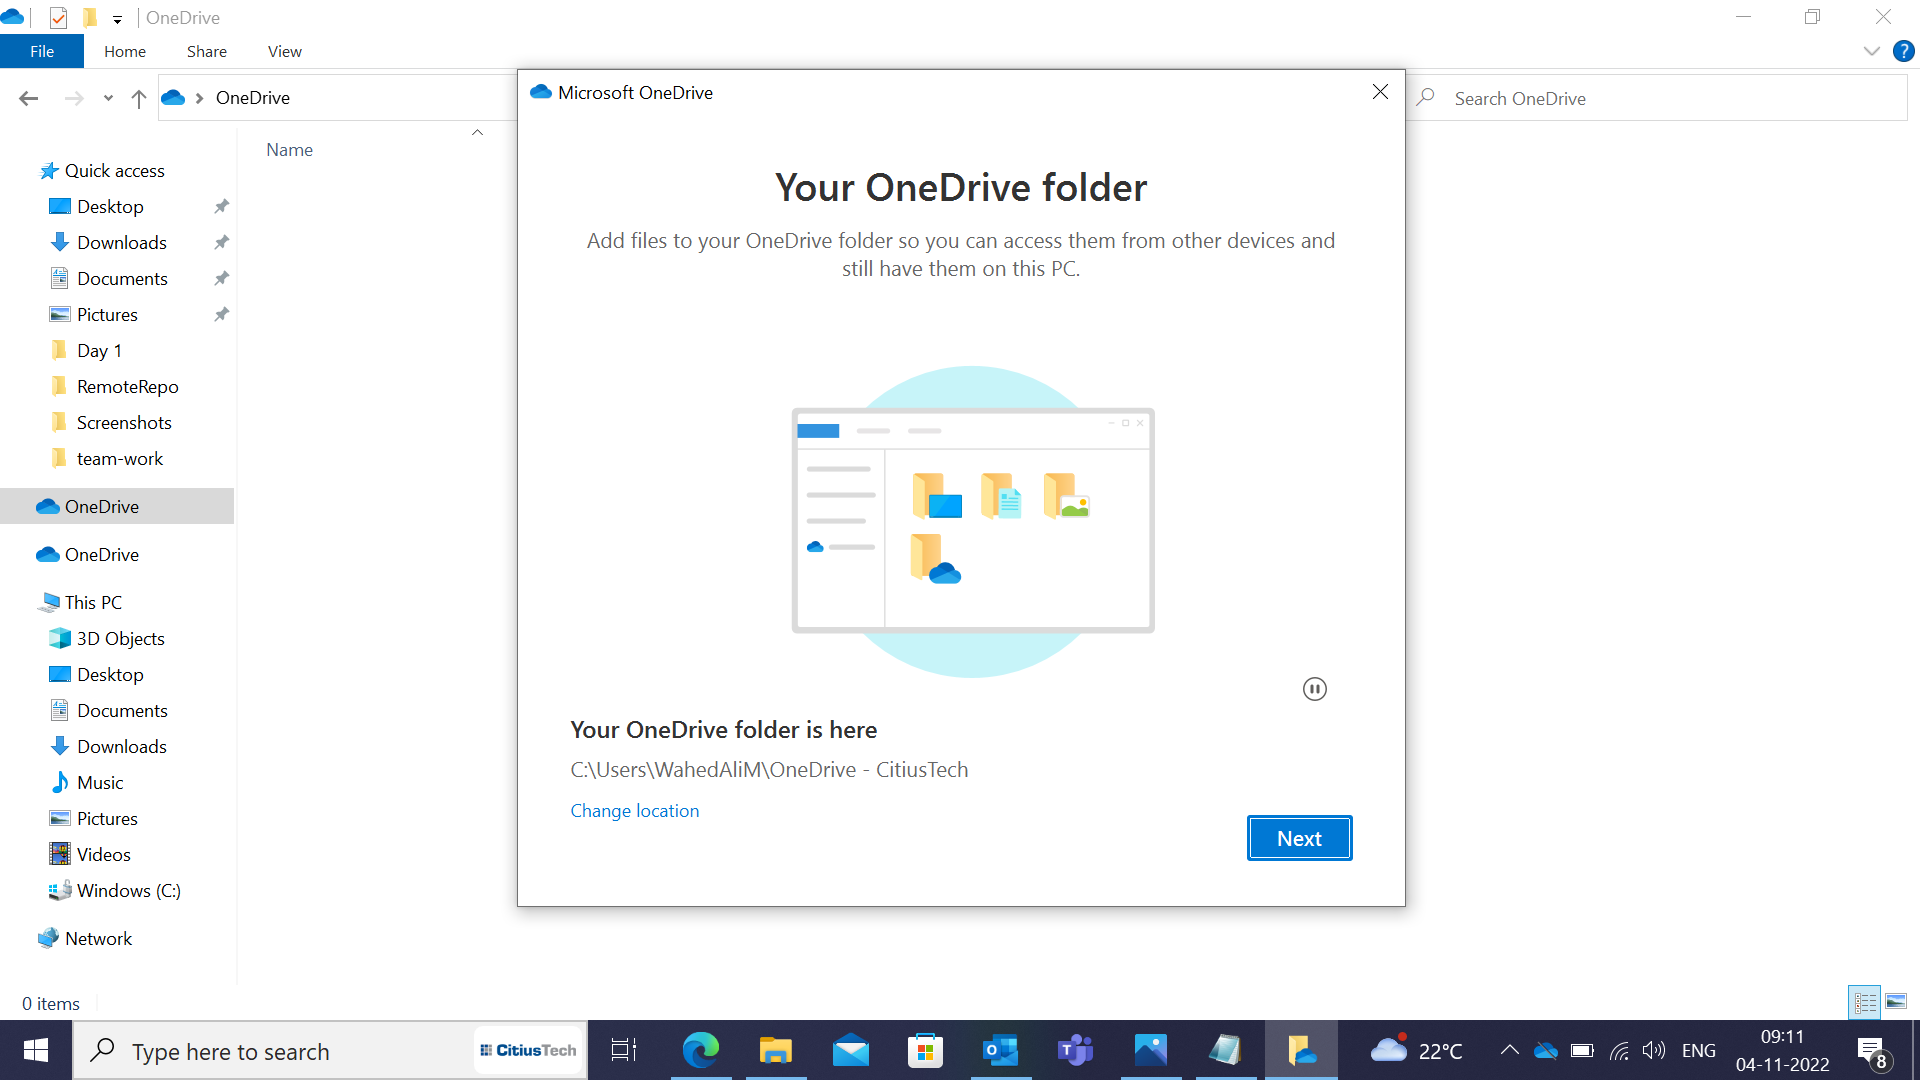 OneDrive
File Home Share View
OneDrive
Search OneDrive
Name
Quick access
Desktop
Downloads
Documents
Pictures
Day 1
RemoteRepo
Screenshots
team-work
OneDrive
OneDrive
This PC
3D Objects
Desktop
Documents
Downloads
Music
Pictures
Videos
Windows (C:)
Network
0 items
Microsoft OneDrive
Your OneDrive folder
Add files to your OneDrive folder so you can access them from other devices and
still have them on this PC.
Your OneDrive folder is here
C:\Users\WahedAliM\OneDrive - CitiusTech
Change location
Next
Type here to search
CitiusTech
22°C
ENG
09:11
04-11-2022
8